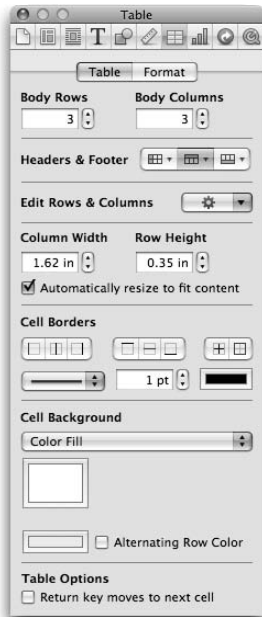 Table
T
Table Format
Body Rows Body Columns
3 3
Headers & Footer
Edit Rows & Columns
Column Width Row Height
1.62 in 0.35 in
Automatically resize to fit content
Cell Borders
1 pt
Cell Background
Color Fill
Alternating Row Color
Table Options
Return key moves to next cell